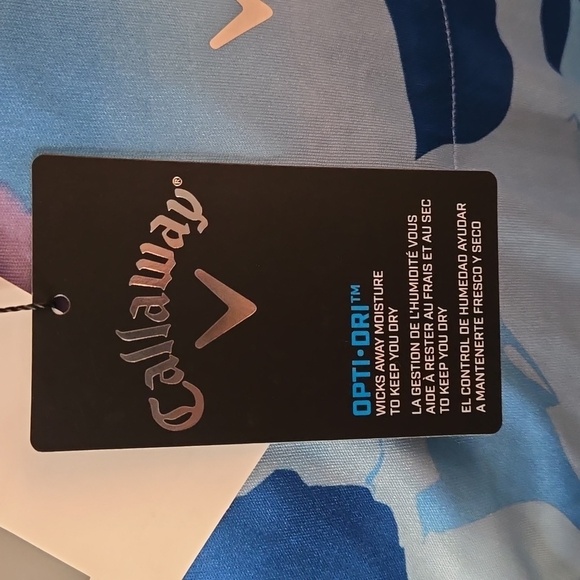 Callaway®
OPTI•DRI™
WICKS AWAY MOISTURE
TO KEEP YOU DRY
LA GESTION DE L'HUMIDITÉ VOUS
AIDE À RESTER AU FRAIS ET AU SEC
TO KEEP YOU DRY
EL CONTROL DE HUMEDAD AYUDAR
A MANTENERTE FRESCO Y SECO